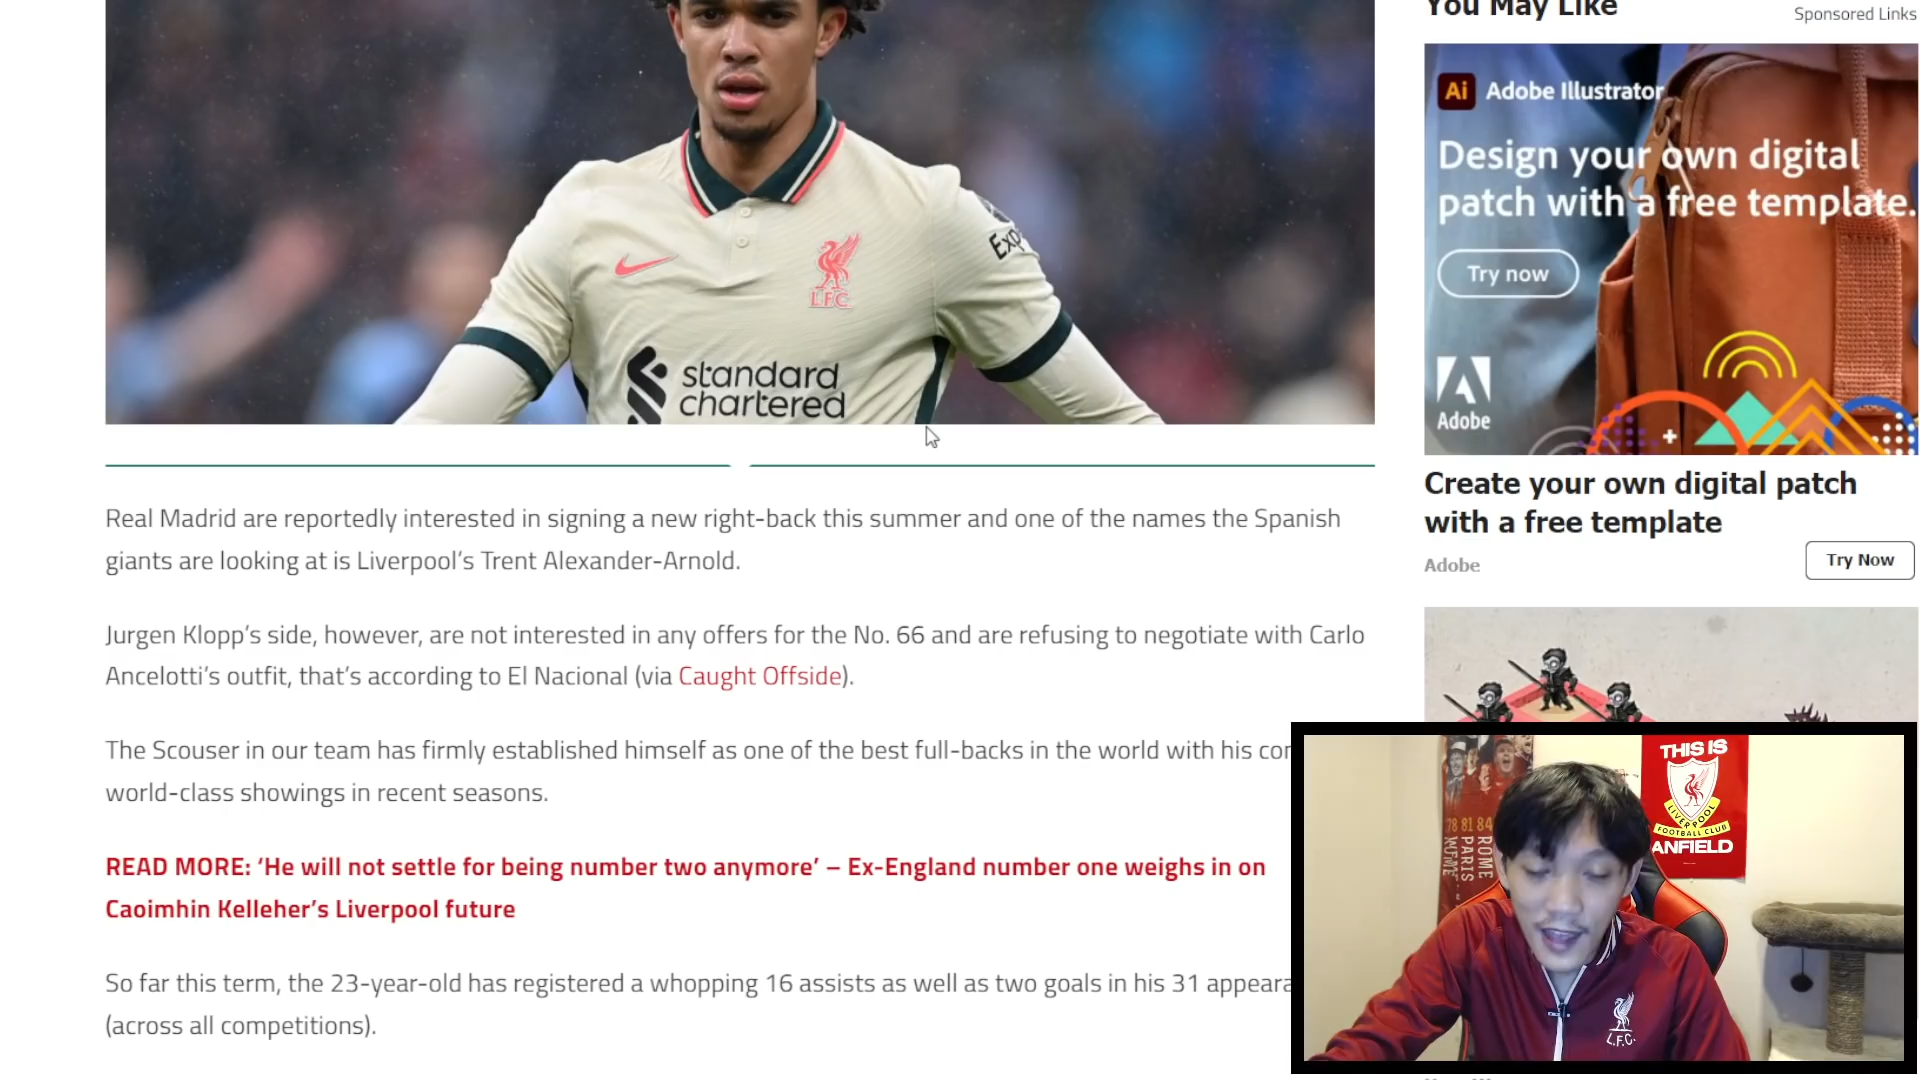 You May Like
Sponsored Links
Ai Adobe Illustrator
Design your own digital
patch with a free template.
Try now
Adobe
Create your own digital patch
with a free template
Adobe
Try Now
Exp
L.F.C.
standard
chartered
Real Madrid are reportedly interested in signing a new right-back this summer and one of the names the Spanish
giants are looking at is Liverpool’s Trent Alexander-Arnold.
Jurgen Klopp’s side, however, are not interested in any offers for the No. 66 and are refusing to negotiate with Carlo
Ancelotti’s outfit, that’s according to El Nacional (via Caught Offside).
The Scouser in our team has firmly established himself as one of the best full-backs in the world with his cor
world-class showings in recent seasons.
READ MORE: ‘He will not settle for being number two anymore’ – Ex-England number one weighs in on
Caoimhin Kelleher’s Liverpool future
So far this term, the 23-year-old has registered a whopping 16 assists as well as two goals in his 31 appeara
(across all competitions).
THIS IS
LIVERPOOL
FOOTBALL CLUB
ANFIELD
78 81 84
PARIS
ROME
L.F.C.